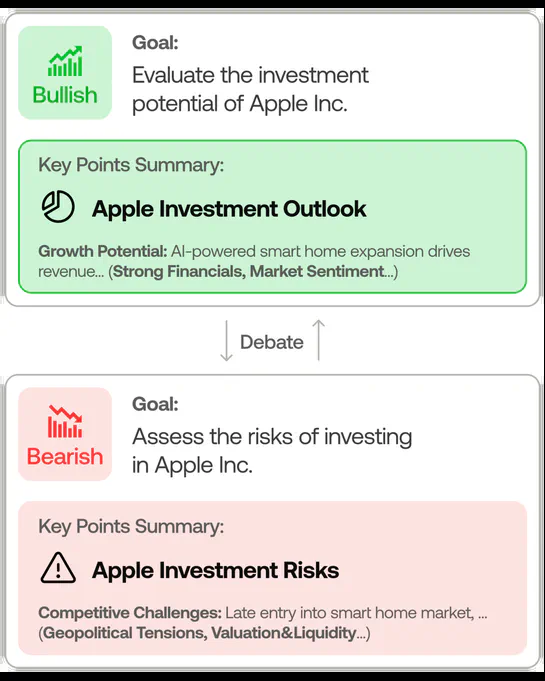 Bullish
Goal:
Evaluate the investment
potential of Apple Inc.
Key Points Summary:
Apple Investment Outlook
Growth Potential: AI-powered smart home expansion drives
revenue... (Strong Financials, Market Sentiment...)
Debate
Bearish
Goal:
Assess the risks of investing
in Apple Inc.
Key Points Summary:
Apple Investment Risks
Competitive Challenges: Late entry into smart home market, ...
(Geopolitical Tensions, Valuation&Liquidity...)